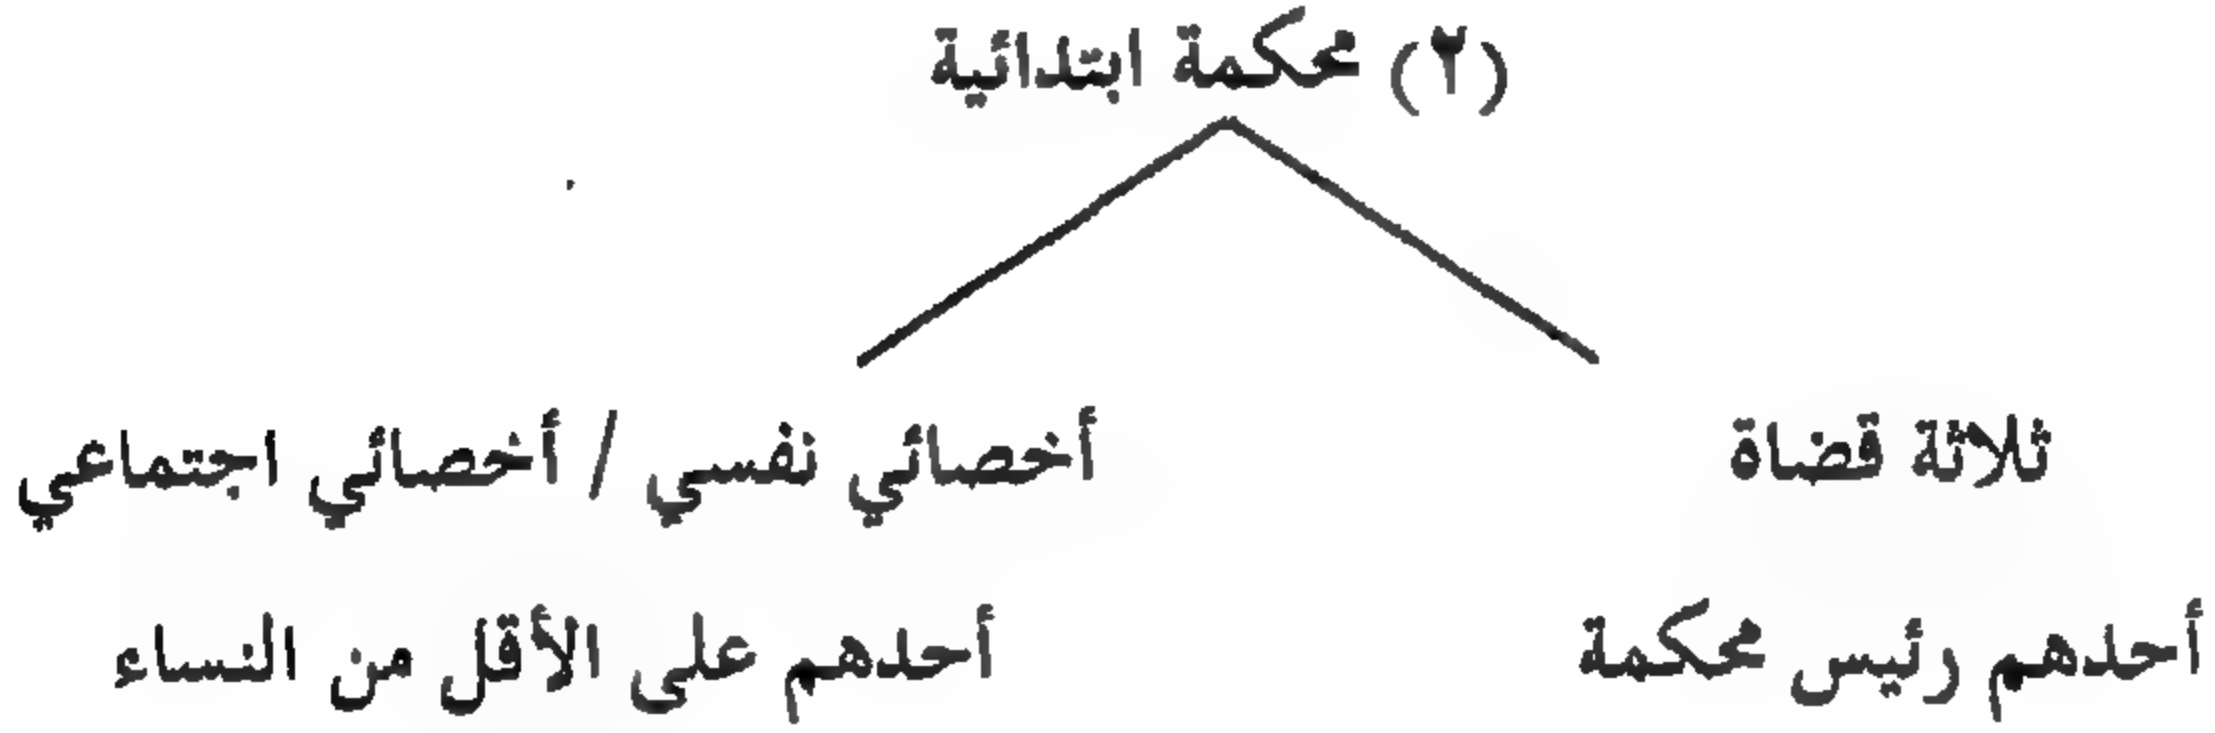 (٢) محكمة ابتدائية
ثلاثة قضاة
أخصائي نفسي / أخصائي اجتماعي
أحدهم رئيس محكمة
أحدهم على الأقل من النساء